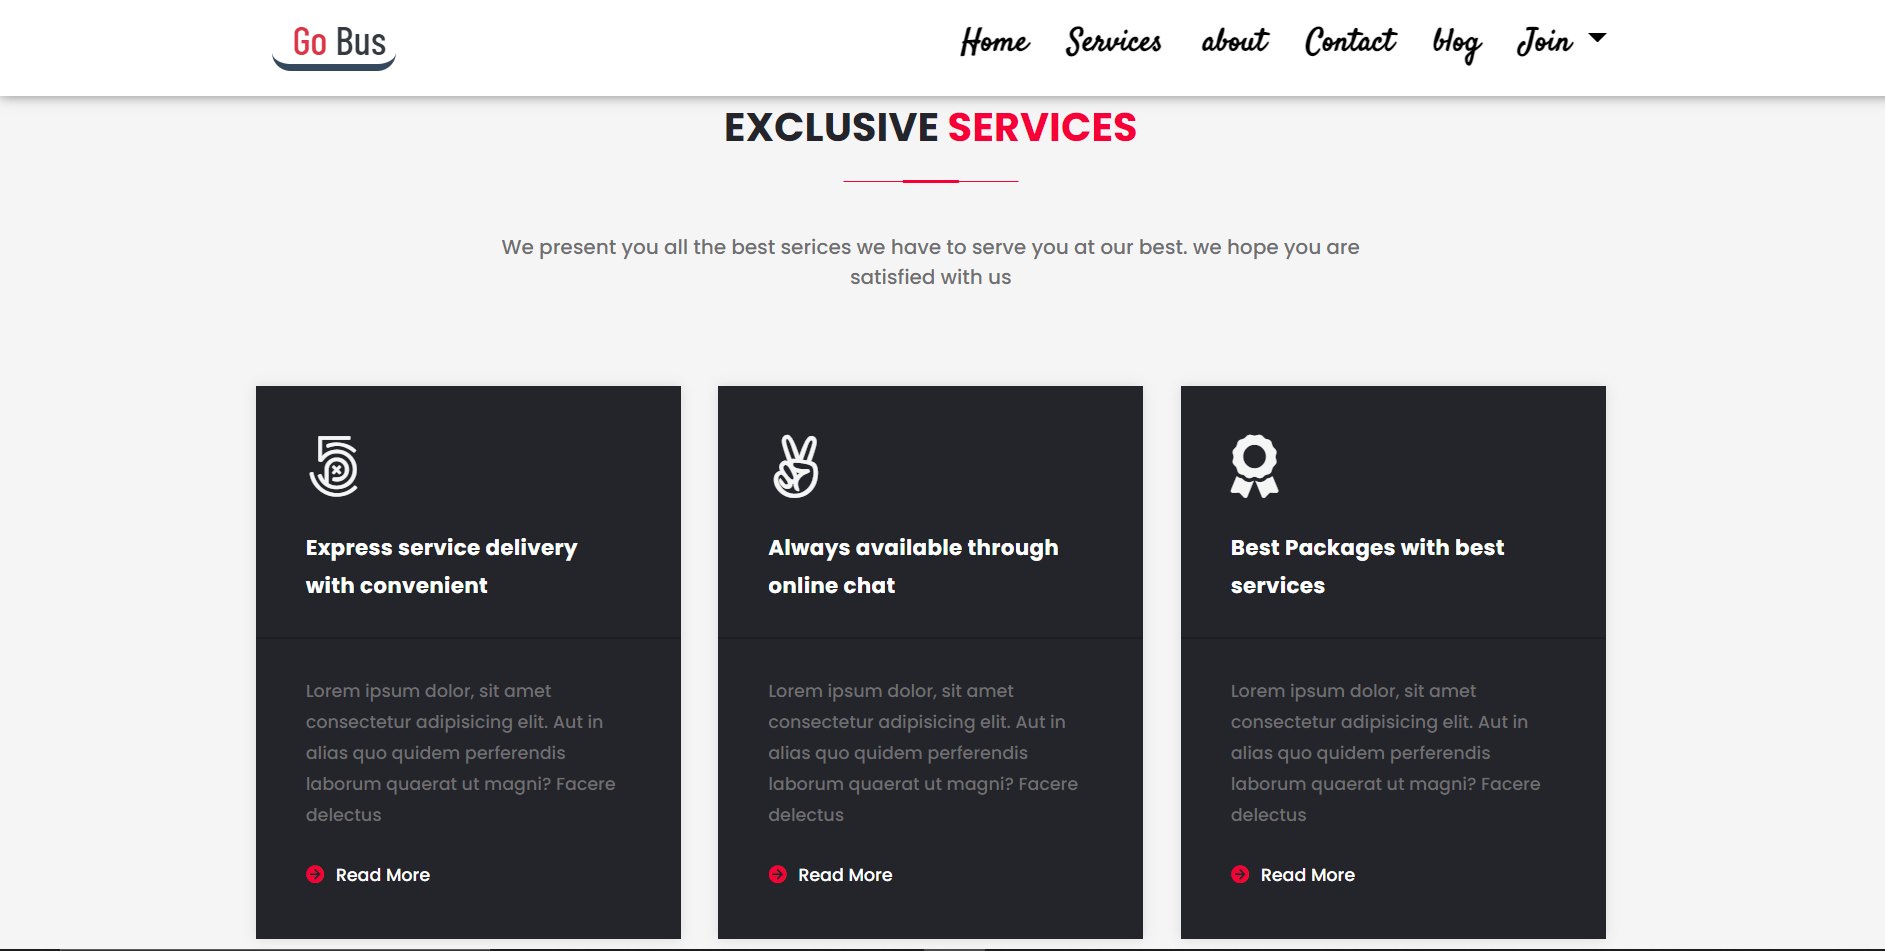 Go Bus
Home Services about Contact blog Join
EXCLUSIVE SERVICES
We present you all the best serices we have to serve you at our best. we hope you are
satisfied with us
Express service delivery
with convenient
Lorem ipsum dolor, sit amet
consectetur adipisicing elit. Aut in
alias quo quidem perferendis
laborum quaerat ut magni? Facere
delectus
Read More
Always available through
online chat
Lorem ipsum dolor, sit amet
consectetur adipisicing elit. Aut in
alias quo quidem perferendis
laborum quaerat ut magni? Facere
delectus
Read More
Best Packages with best
services
Lorem ipsum dolor, sit amet
consectetur adipisicing elit. Aut in
alias quo quidem perferendis
laborum quaerat ut magni? Facere
delectus
Read More